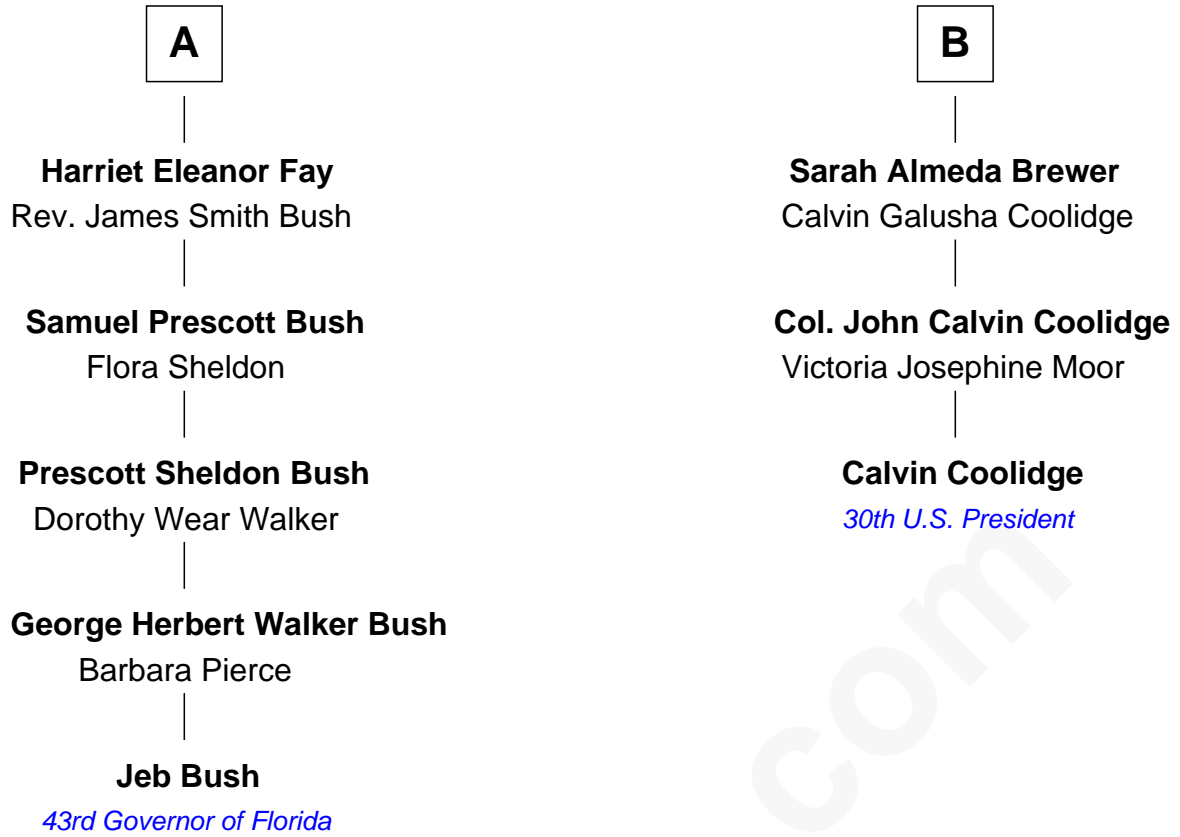 A
Harriet Eleanor Fay
Rev. James Smith Bush
Samuel Prescott Bush
Flora Sheldon
Prescott Sheldon Bush
Dorothy Wear Walker
George Herbert Walker Bush
Barbara Pierce
Jeb Bush
43rd Governor of Florida
B
Sarah Almeda Brewer
Calvin Galusha Coolidge
Col. John Calvin Coolidge
Victoria Josephine Moor
Calvin Coolidge
30th U.S. President
com